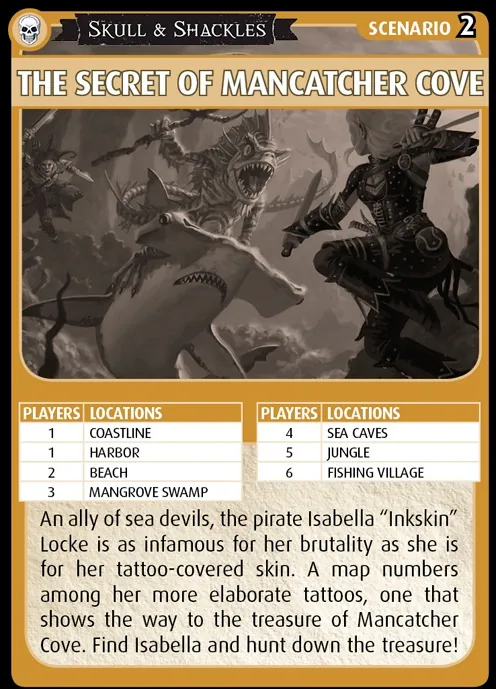 SKULL & SHACKLES
SCENARIO 2
THE SECRET OF MANCATCHER COVE
PLAYERS LOCATIONS
1 COASTLINE
1 HARBOR
2 BEACH
3 MANGROVE SWAMP
PLAYERS LOCATIONS
4 SEA CAVES
5 JUNGLE
6 FISHING VILLAGE
An ally of sea devils, the pirate Isabella “Inkskin”
Locke is as infamous for her brutality as she is
for her tattoo-covered skin. A map numbers
among her more elaborate tattoos, one that
shows the way to the treasure of Mancatcher
Cove. Find Isabella and hunt down the treasure!